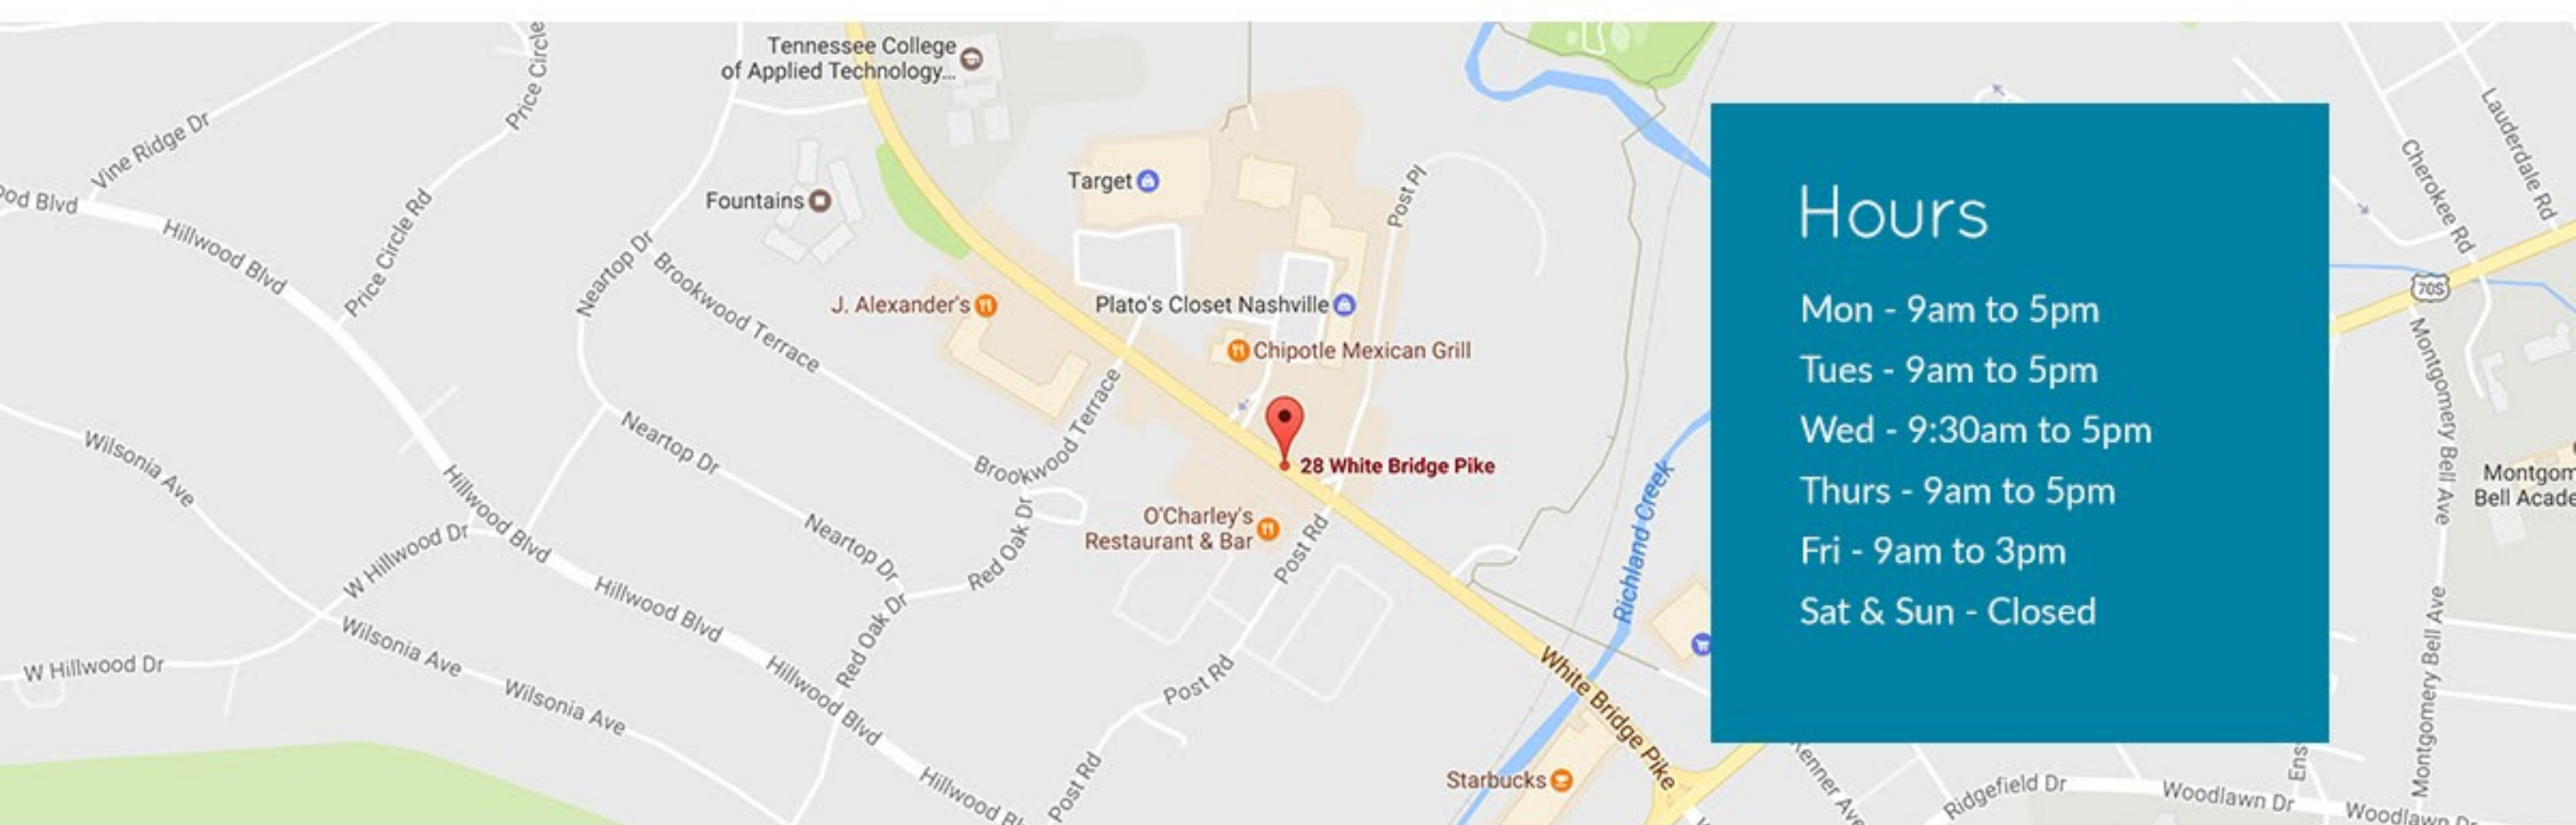 Tennessee College
of Applied Technology...
Price Circle
Lauderdale Rd
Vine Ridge Dr
Cherokee Rd
Target
Post Pl
Fountains
Hours
Hillwood Blvd
Price Circle Rd
Neartop Dr
Brookwood Terrace
J. Alexander's
Plato's Closet Nashville
70S
Mon - 9am to 5pm
Chipotle Mexican Grill
Tues - 9am to 5pm
Montgomery Bell Ave
Wilsonia Ave
Neartop Dr
Brookwood Terrace
28 White Bridge Pike
Wed - 9:30am to 5pm
Hillwood Blvd
Thurs - 9am to 5pm
Montgom
Bell Acade
O'Charley's
Restaurant & Bar
Post Rd
Richland Creek
Neartop Dr
Red Oak Dr
W Hillwood Dr
Fri - 9am to 3pm
Hillwood Blvd
Sat & Sun - Closed
Wilsonia Ave
Red Oak Dr
W Hillwood Dr
Post Rd
Wilsonia Ave
Hillwood Blvd
White Bridge Pike
Montgomery Bell Ave
Post Rd
Starbucks
Hillwood Bl
enner Ave
Ridgefield Dr
Woodlawn Dr
Ens
Woodlawn D